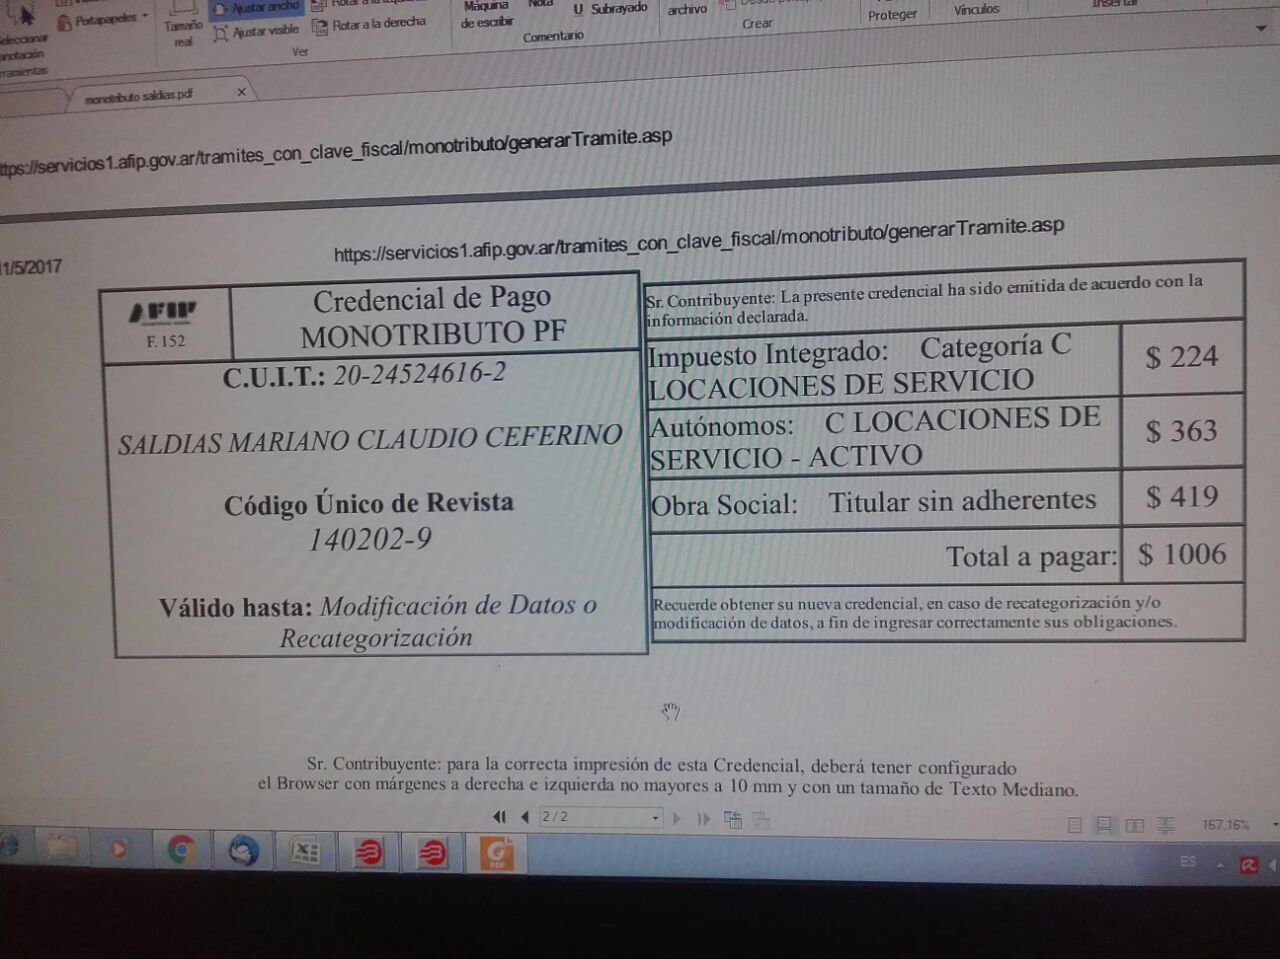 Portapapeles
Seleccionar
anotación
Tamaño
real
Ajustar ancho
Ajustar visible
Rotar a la derecha
Ver
Máquina
de escribir
Nota
U Subrayado
Comentario
archivo
Crear
Proteger
Vínculos
Insertar
monotributo saldias.pdf X
ttps://servicios1.afip.gov.ar/tramites_con_clave_fiscal/monotributo/generarTramite.asp
1/5/2017
https://servicios1.afip.gov.ar/tramites_con_clave_fiscal/monotributo/generarTramite.asp
AFIP
F. 152
Credencial de Pago
MONOTRIBUTO PF
C.U.I.T.: 20-24524616-2
SALDIAS MARIANO CLAUDIO CEFERINO
Código Único de Revista
140202-9
Válido hasta: Modificación de Datos o
Recategorización
Sr. Contribuyente: La presente credencial ha sido emitida de acuerdo con la
información declarada.
Impuesto Integrado: Categoría C
LOCACIONES DE SERVICIO
$ 224
Autónomos: C LOCACIONES DE
SERVICIO - ACTIVO
$ 363
Obra Social: Titular sin adherentes
$ 419
Total a pagar:
$ 1006
Recuerde obtener su nueva credencial, en caso de recategorización y/o
modificación de datos, a fin de ingresar correctamente sus obligaciones.
Sr. Contribuyente: para la correcta impresión de esta Credencial, deberá tener configurado
el Browser con márgenes a derecha e izquierda no mayores a 10 mm y con un tamaño de Texto Mediano.
2 / 2
167,16%
PDF
ES